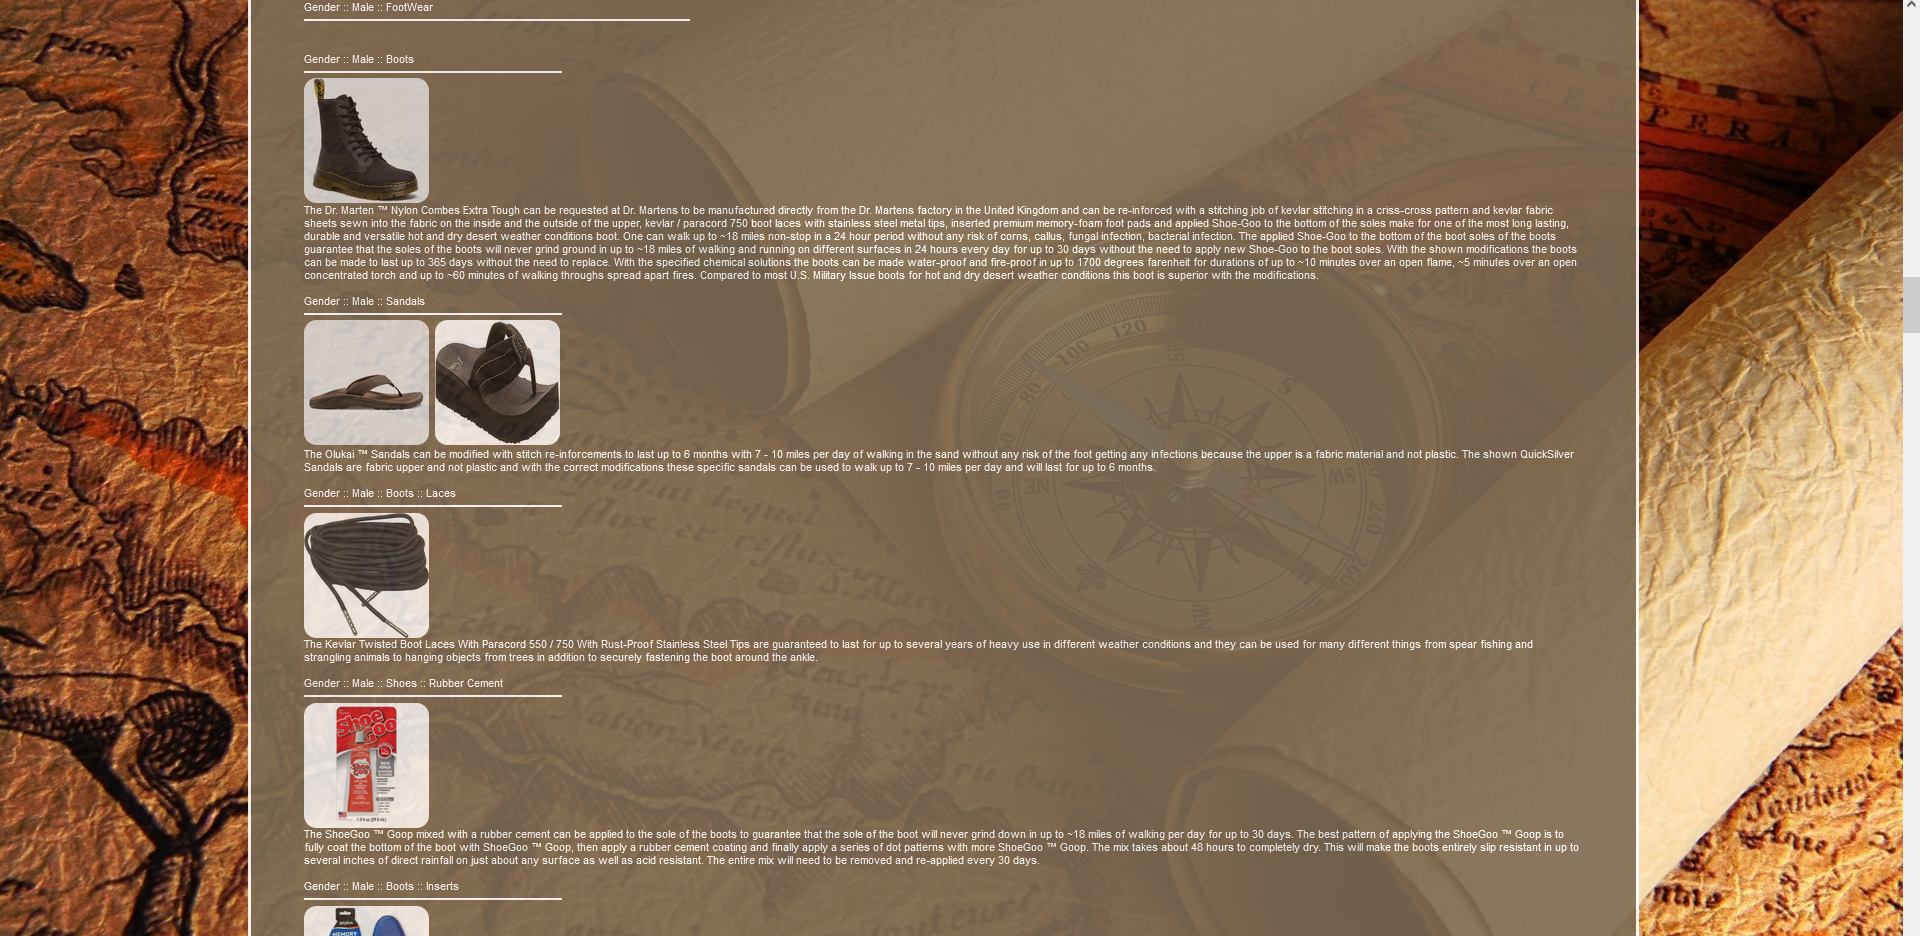 Gender :: Male :: FootWear
Gender :: Male :: Boots
The Dr. Marten ™ Nylon Combes Extra Tough can be requested at Dr. Martens to be manufactured directly from the Dr. Martens factory in the United Kingdom and can be re-inforced with a stitching job of kevlar stitching in a criss-cross pattern and kevlar fabric
sheets sewn into the fabric on the inside and the outside of the upper, kevlar / paracord 750 boot laces with stainless steel metal tips, inserted premium memory-foam foot pads and applied Shoe-Goo to the bottom of the soles make for one of the most long lasting,
durable and versatile hot and dry desert weather conditions boot. One can walk up to ~18 miles non-stop in a 24 hour period without any risk of corns, callus, fungal infection, bacterial infection. The applied Shoe-Goo to the bottom of the boot soles of the boots
guarantee that the soles of the boots will never grind ground in up to ~18 miles of walking and running on different surfaces in 24 hours every day for up to 30 days without the need to apply new Shoe-Goo to the boot soles. With the shown modifications the boots
can be made to last up to 365 days without the need to replace. With the specified chemical solutions the boots can be made water-proof and fire-proof in up to 1700 degrees farenheit for durations of up to ~10 minutes over an open flame, ~5 minutes over an open
concentrated torch and up to ~60 minutes of walking throughs spread apart fires. Compared to most U.S. Military Issue boots for hot and dry desert weather conditions this boot is superior with the modifications.
Gender :: Male :: Sandals
The Olukai ™ Sandals can be modified with stitch re-inforcements to last up to 6 months with 7 - 10 miles per day of walking in the sand without any risk of the foot getting any infections because the upper is a fabric material and not plastic. The shown QuickSilver
Sandals are fabric upper and not plastic and with the correct modifications these specific sandals can be used to walk up to 7 - 10 miles per day and will last for up to 6 months.
Gender :: Male :: Boots :: Laces
The Kevlar Twisted Boot Laces With Paracord 550 / 750 With Rust-Proof Stainless Steel Tips are guaranteed to last for up to several years of heavy use in different weather conditions and they can be used for many different things from spear fishing and
strangling animals to hanging objects from trees in addition to securely fastening the boot around the ankle.
Gender :: Male :: Shoes :: Rubber Cement
Shoe
Goo
The ShoeGoo ™ Goop mixed with a rubber cement can be applied to the sole of the boots to guarantee that the sole of the boot will never grind down in up to ~18 miles of walking per day for up to 30 days. The best pattern of applying the ShoeGoo ™ Goop is to
fully coat the bottom of the boot with ShoeGoo ™ Goop, then apply a rubber cement coating and finally apply a series of dot patterns with more ShoeGoo ™ Goop. The mix takes about 48 hours to completely dry. This will make the boots entirely slip resistant in up to
several inches of direct rainfall on just about any surface as well as acid resistant. The entire mix will need to be removed and re-applied every 30 days.
Gender :: Male :: Boots :: Inserts
MEMORY
120
100
80
60
40
SE
S
SW
240
260
NE
NW
PERA